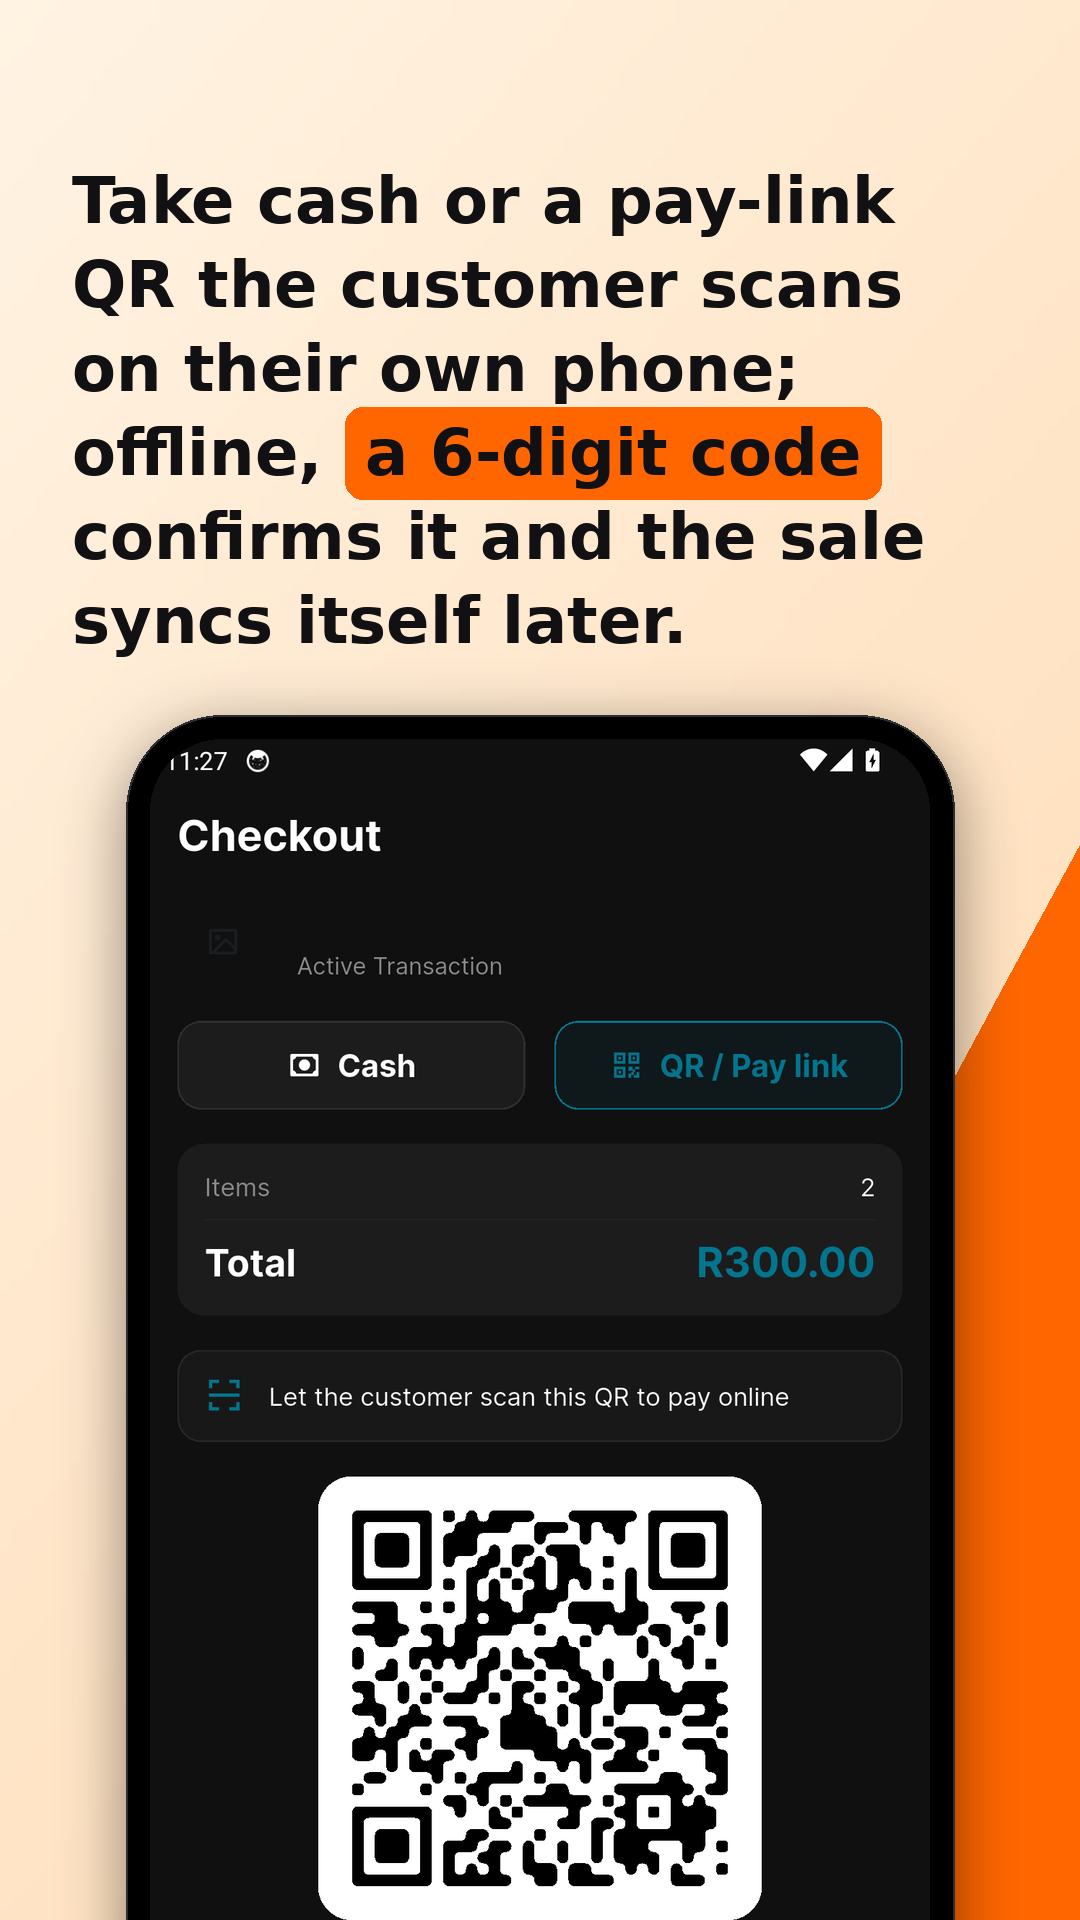 Take cash or a pay-link
QR the customer scans
on their own phone;
offline, a 6-digit code
confirms it and the sale
syncs itself later.
11:27
Checkout
Active Transaction
Cash
QR / Pay link
Items 2
Total R300.00
Let the customer scan this QR to pay online